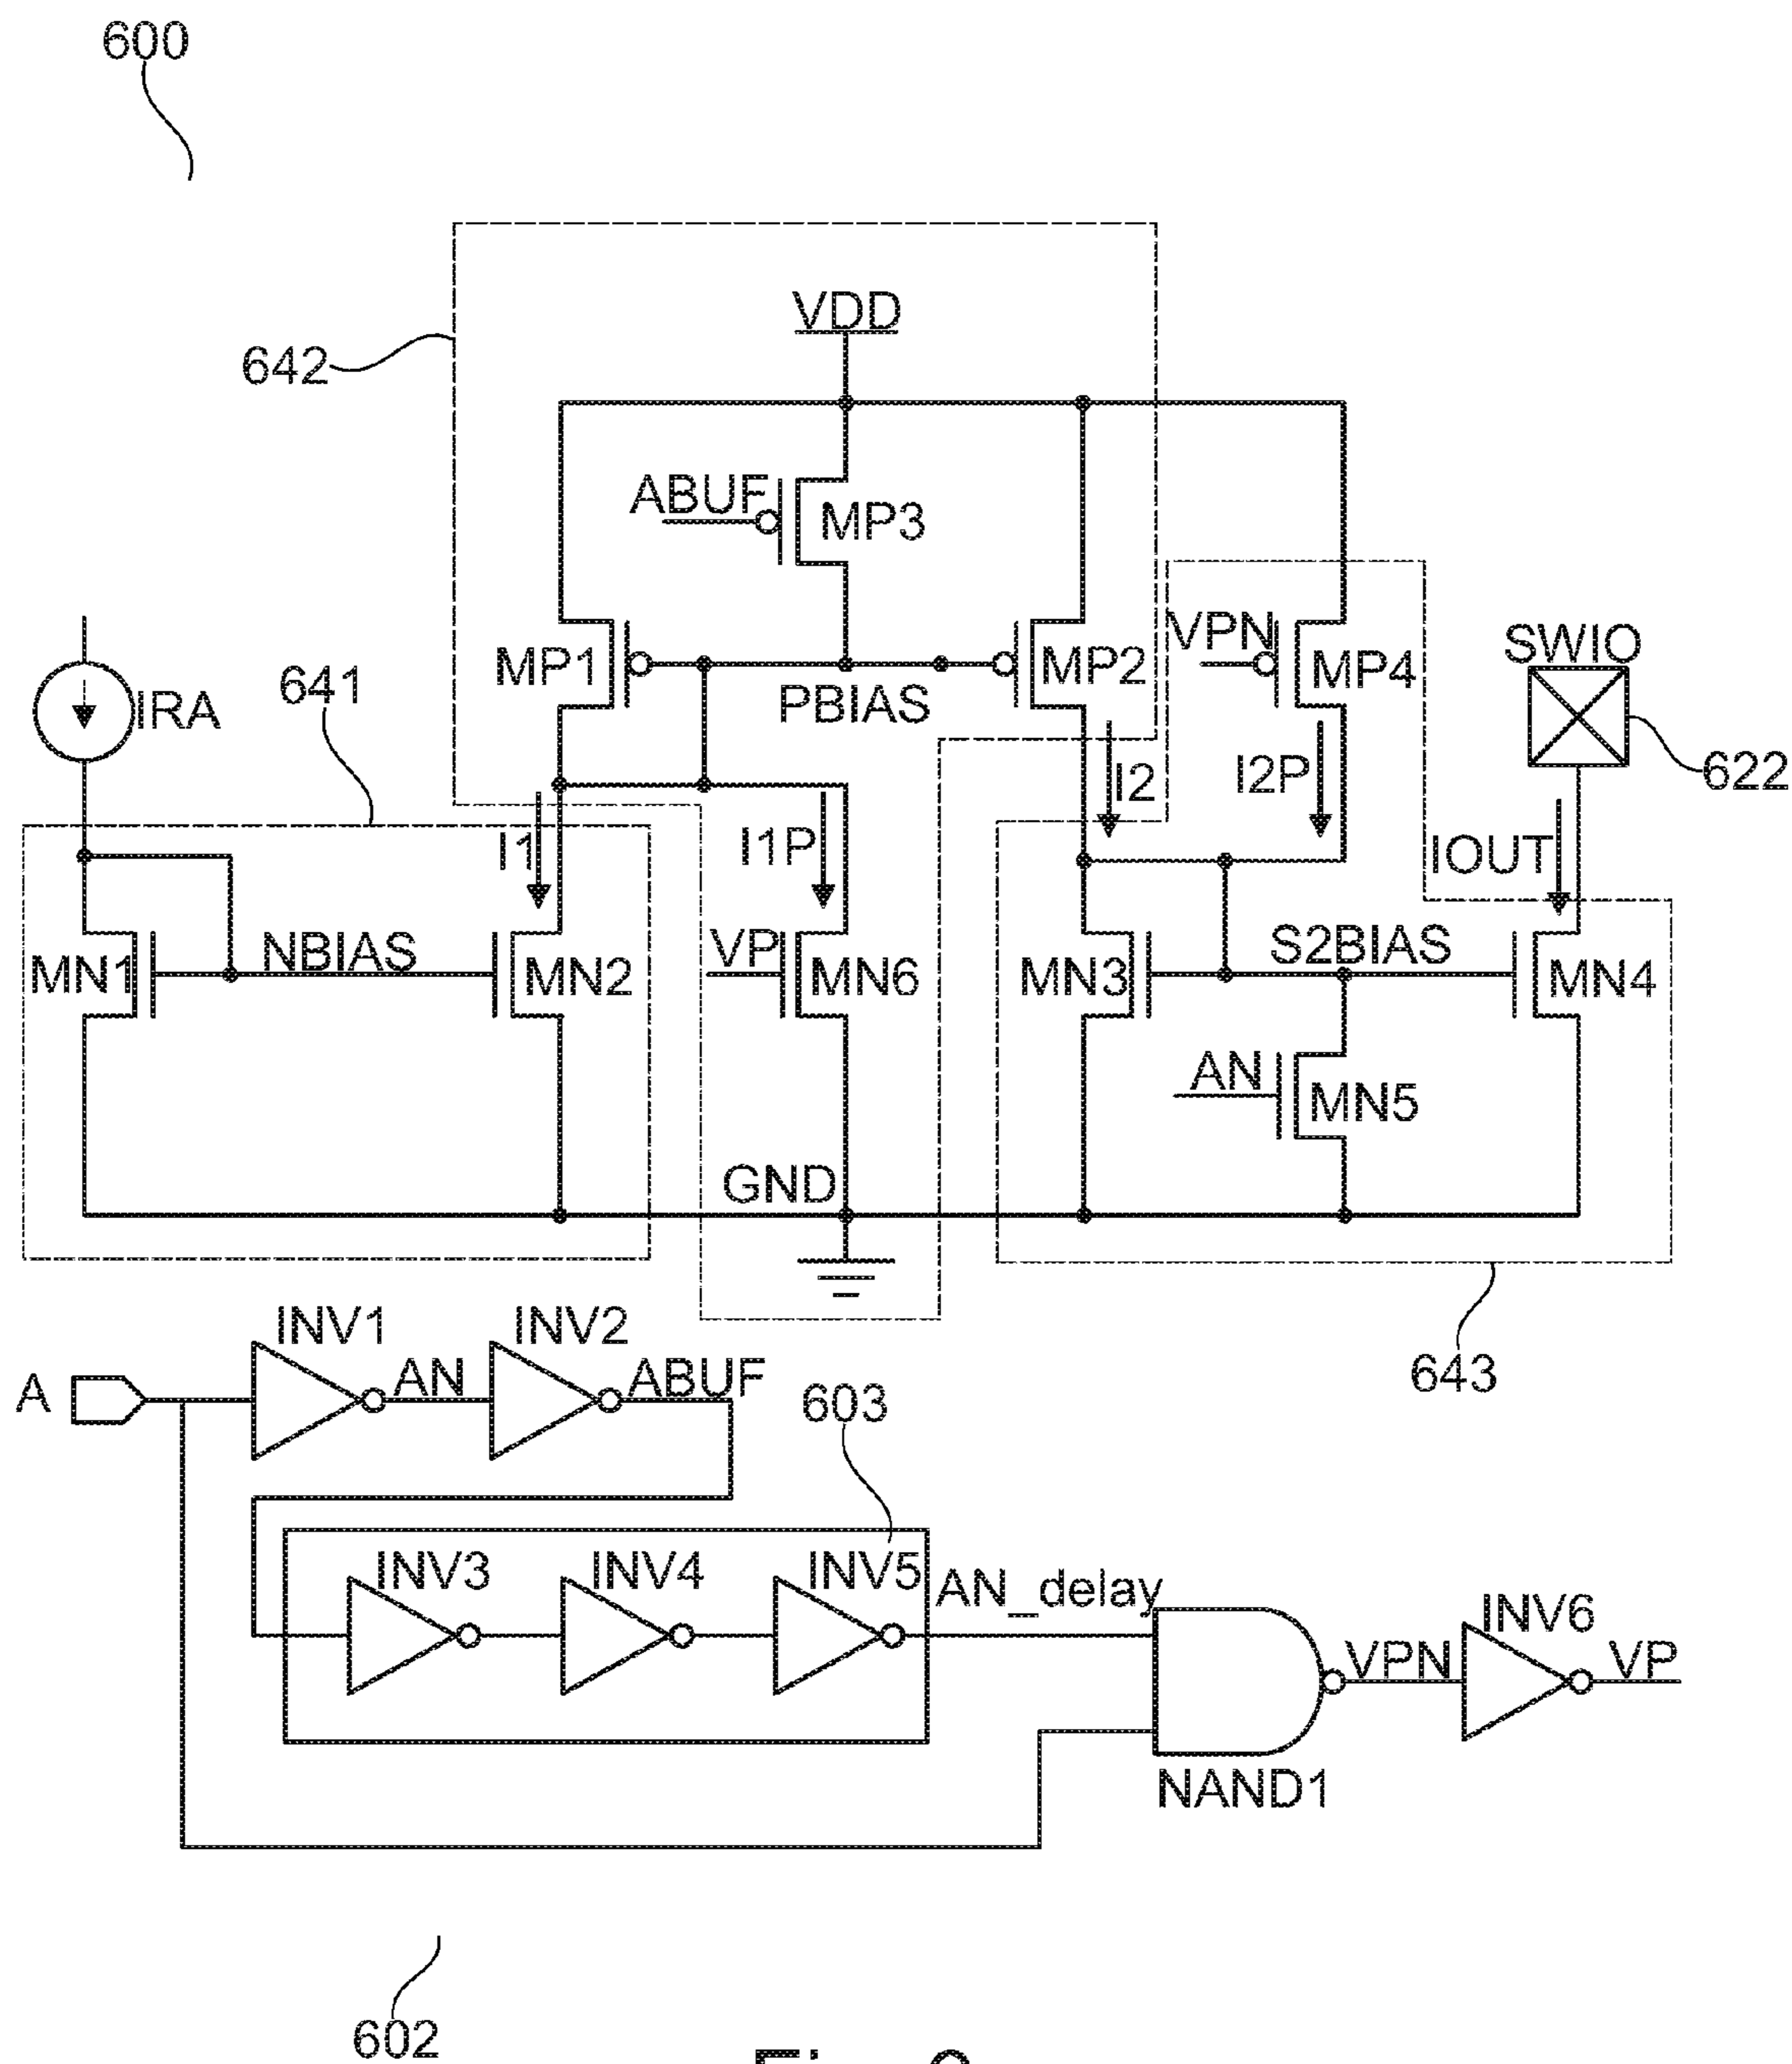 600
VDD
642
ABUF
MP3
MP1
PBIAS
MP2
VPN
MP4
SWIO
622
IRA
641
I1
I1P
I2
I2P
IOUT
MN1
NBIAS
MN2
VP
MN6
MN3
S2BIAS
MN4
AN
MN5
GND
643
A
INV1
AN
INV2
ABUF
603
INV3
INV4
INV5
AN_delay
NAND1
VPN
INV6
VP
602